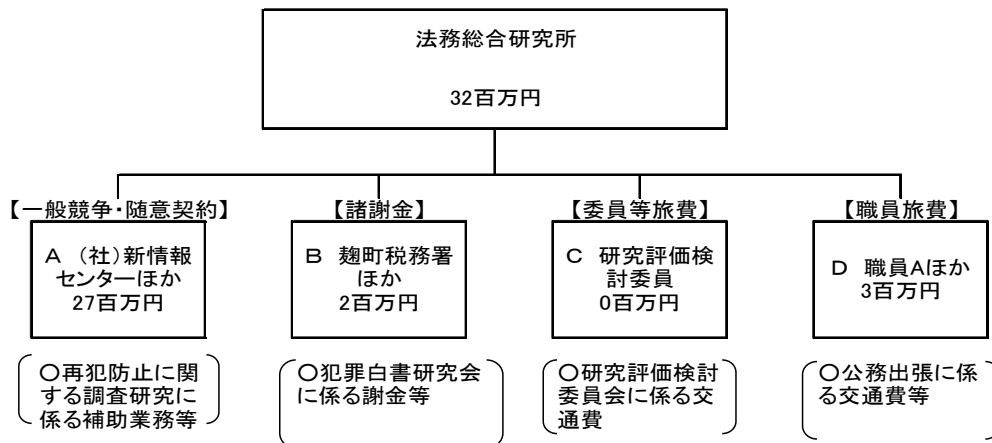 法務総合研究所
32百万円
【一般競争・随意契約】
【諸謝金】
【委員等旅費】
【職員旅費】
A （社）新情報
センターほか
27百万円
B 麹町税務署
ほか
2百万円
C 研究評価検
討委員
0百万円
D 職員Aほか
3百万円
○再犯防止に関
する調査研究に
係る補助業務等
○犯罪白書研究会
に係る謝金等
○研究評価検討
委員会に係る交
通費
○公務出張に係
る交通費等